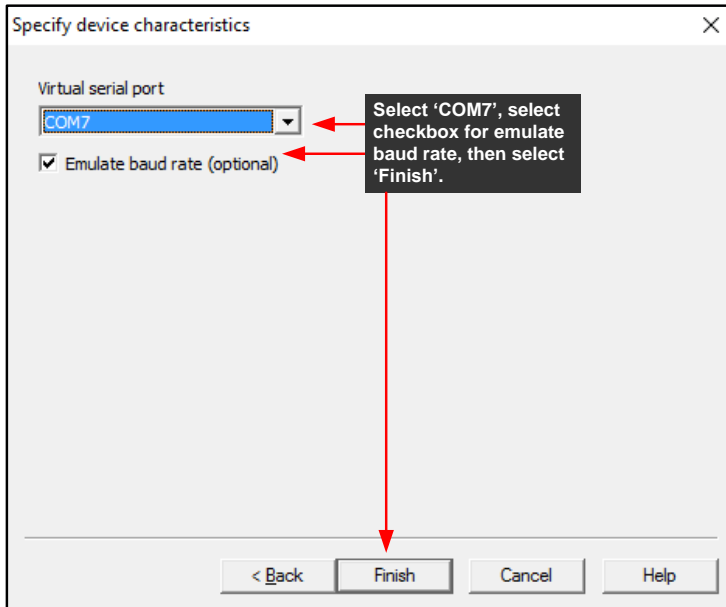 Specify device characteristics
Virtual serial port
COM7
Emulate baud rate (optional)
Select ‘COM7’, select
checkbox for emulate
baud rate, then select
‘Finish’.
< Back
Finish
Cancel
Help